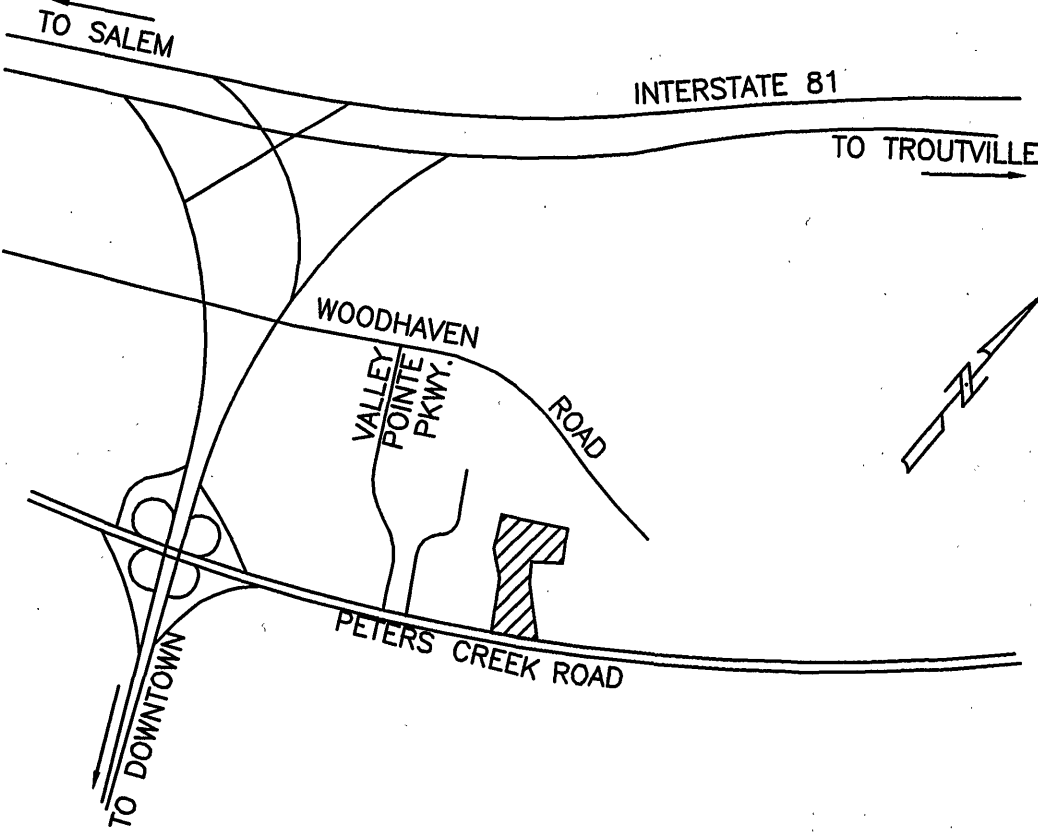 TO SALEM
INTERSTATE 81
TO TROUTVILLE
WOODHAVEN
ROAD
VALLEY
POINTE
PKWY.
PETERS CREEK ROAD
TO DOWNTOWN
N